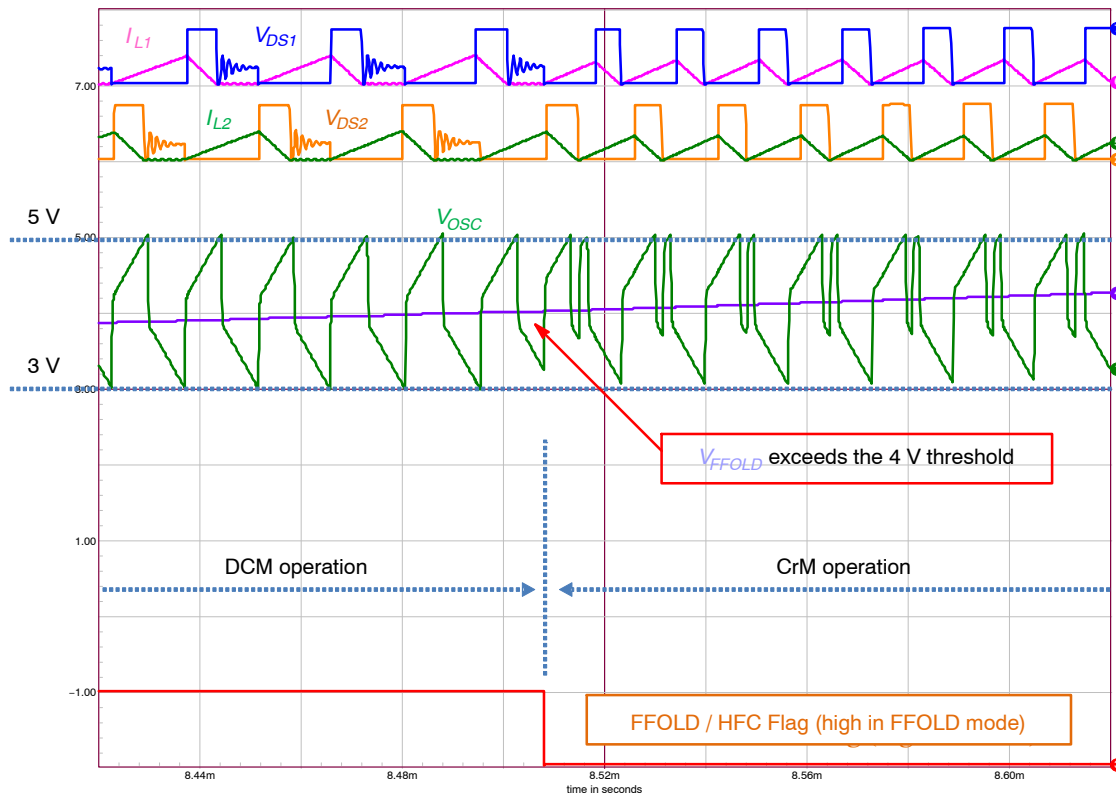 I_L1
V_DS1
7.00
I_L2
V_DS2
5 V
V_OSC
5.00
3 V
3.00
V_FFOLD exceeds the 4 V threshold
1.00
DCM operation
CrM operation
−1.00
FFOLD / HFC Flag (high in FFOLD mode)
8.44m
8.48m
8.52m
8.56m
8.60m
time in seconds